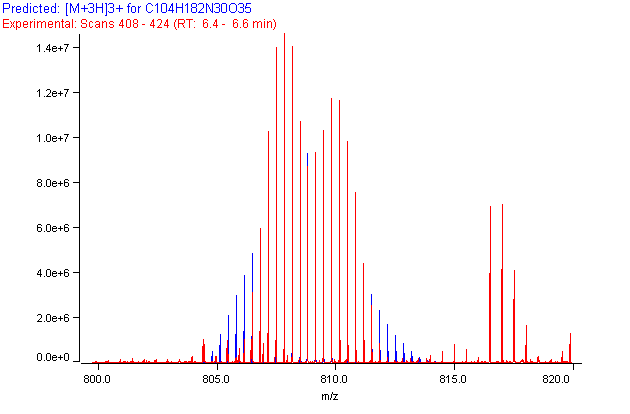 Predicted: [M+3H]3+ for C104H182N30O35
Experimental: Scans 408 - 424 (RT: 6.4 - 6.6 min)
1.4e+7
1.2e+7
1.0e+7
8.0e+6
6.0e+6
4.0e+6
2.0e+6
0.0e+0
800.0 805.0 810.0 815.0 820.0
m/z